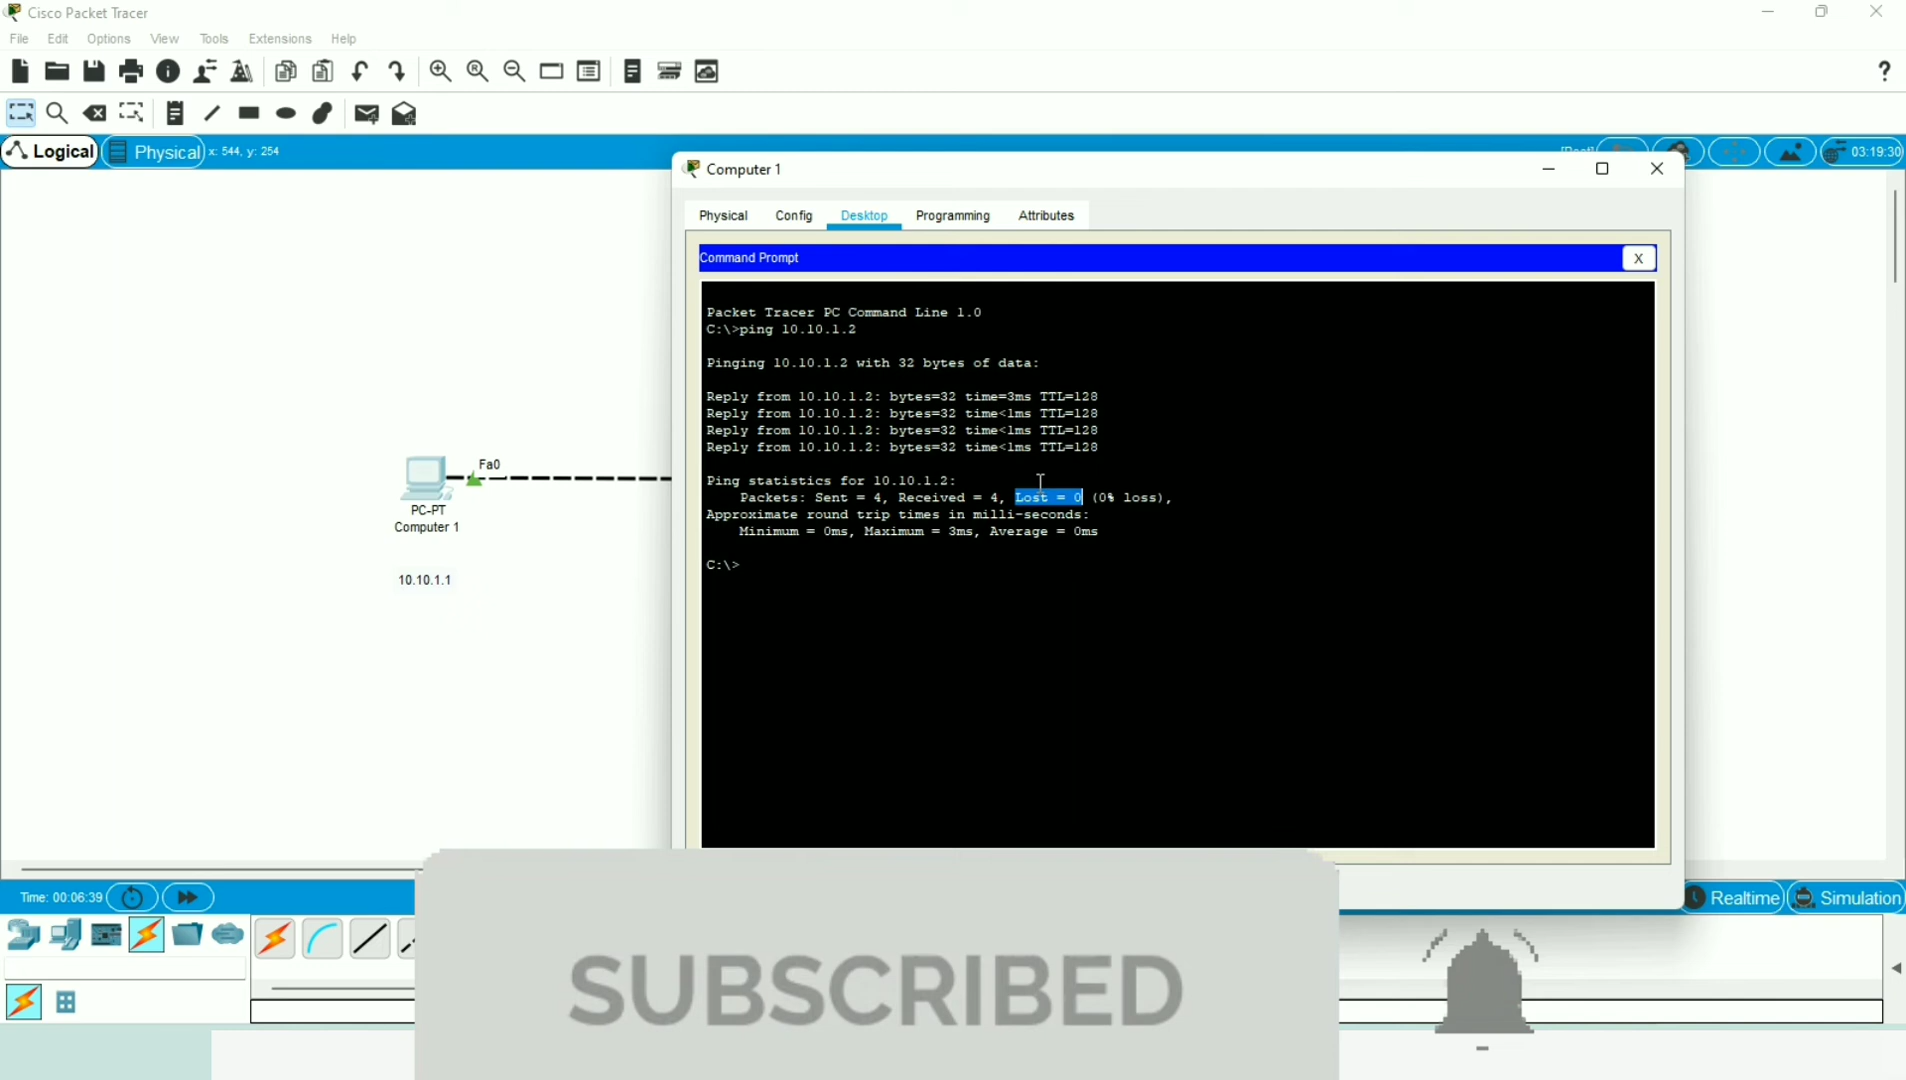 Cisco Packet Tracer
File Edit Options View Tools Extensions Help
Logical Physical x: 544, y: 254
03:19:30
Computer 1
Physical Config Desktop Programming Attributes
Command Prompt
X
Packet Tracer PC Command Line 1.0
C:\>ping 10.10.1.2
Pinging 10.10.1.2 with 32 bytes of data:
Reply from 10.10.1.2: bytes=32 time=3ms TTL=128
Reply from 10.10.1.2: bytes=32 time<1ms TTL=128
Reply from 10.10.1.2: bytes=32 time<1ms TTL=128
Reply from 10.10.1.2: bytes=32 time<1ms TTL=128
Ping statistics for 10.10.1.2:
Packets: Sent = 4, Received = 4, Lost = 0 (0% loss),
Approximate round trip times in milli-seconds:
Minimum = 0ms, Maximum = 3ms, Average = 0ms
C:\>
Fa0
PC-PT
Computer 1
10.10.1.1
Time: 00:06:39
Realtime Simulation
SUBSCRIBED